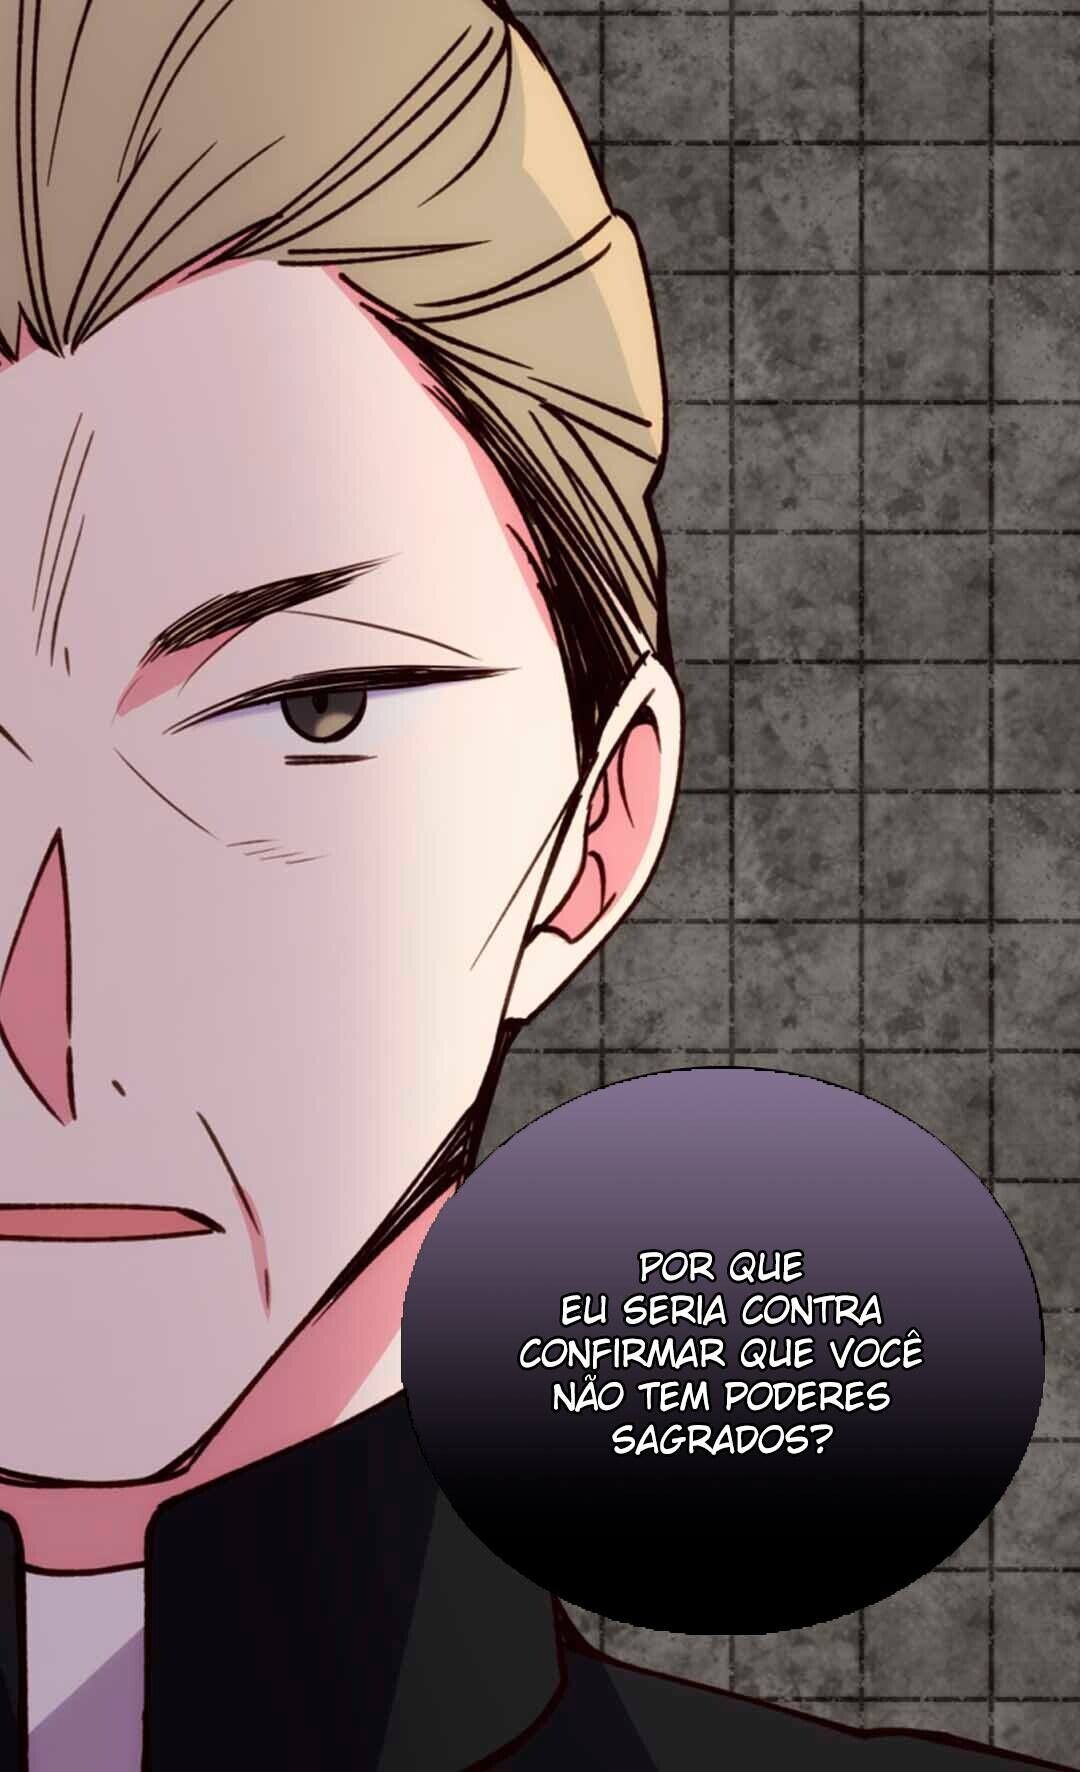 POR QUE
EU SERIA CONTRA
CONFIRMAR QUE VOCÊ
NÃO TEM PODERES
SAGRADOS?